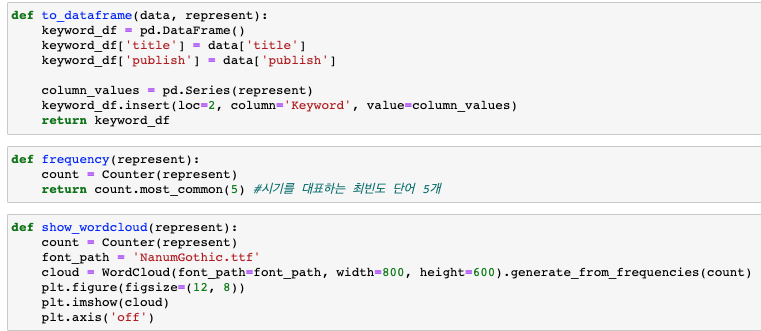 def to_dataframe(data, represent):
    keyword_df = pd.DataFrame()
    keyword_df['title'] = data['title']
    keyword_df['publish'] = data['publish']

    column_values = pd.Series(represent)
    keyword_df.insert(loc=2, column='Keyword', value=column_values)
    return keyword_df

def frequency(represent):
    count = Counter(represent)
    return count.most_common(5) #시기를 대표하는 최빈도 단어 5개

def show_wordcloud(represent):
    count = Counter(represent)
    font_path = 'NanumGothic.ttf'
    cloud = WordCloud(font_path=font_path, width=800, height=600).generate_from_frequencies(count)
    plt.figure(figsize=(12, 8))
    plt.imshow(cloud)
    plt.axis('off')